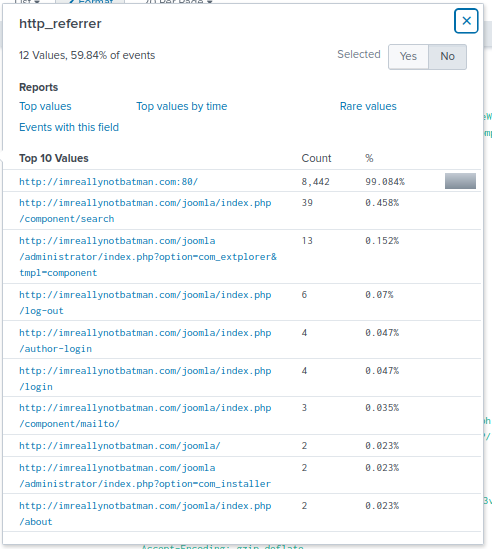 http_referrer
12 Values, 59.84% of events
Selected Yes No
Reports
Top values Top values by time Rare values
Events with this field
Top 10 Values Count %
http://imreallynotbatman.com:80/ 8,442 99.084%
http://imreallynotbatman.com/joomla/index.php 39 0.458%
/component/search
http://imreallynotbatman.com/joomla 13 0.152%
/administrator/index.php?option=com_extplorer&
tmpl=component
http://imreallynotbatman.com/joomla/index.php 6 0.07%
/log-out
http://imreallynotbatman.com/joomla/index.php 4 0.047%
/author-login
http://imreallynotbatman.com/joomla/index.php 4 0.047%
/login
http://imreallynotbatman.com/joomla/index.php 3 0.035%
/component/mailto/
http://imreallynotbatman.com/joomla/ 2 0.023%
http://imreallynotbatman.com/joomla 2 0.023%
/administrator/index.php?option=com_installer
http://imreallynotbatman.com/joomla/index.php 2 0.023%
/about